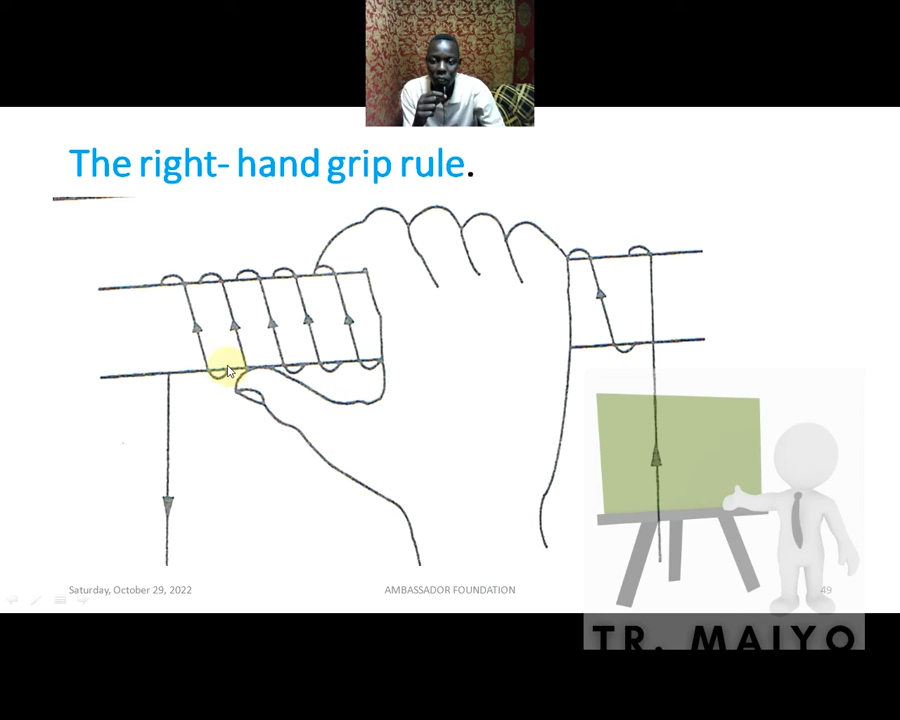 The right- hand grip rule.
Saturday, October 29, 2022
AMBASSADOR FOUNDATION
49
TR. MAIYO